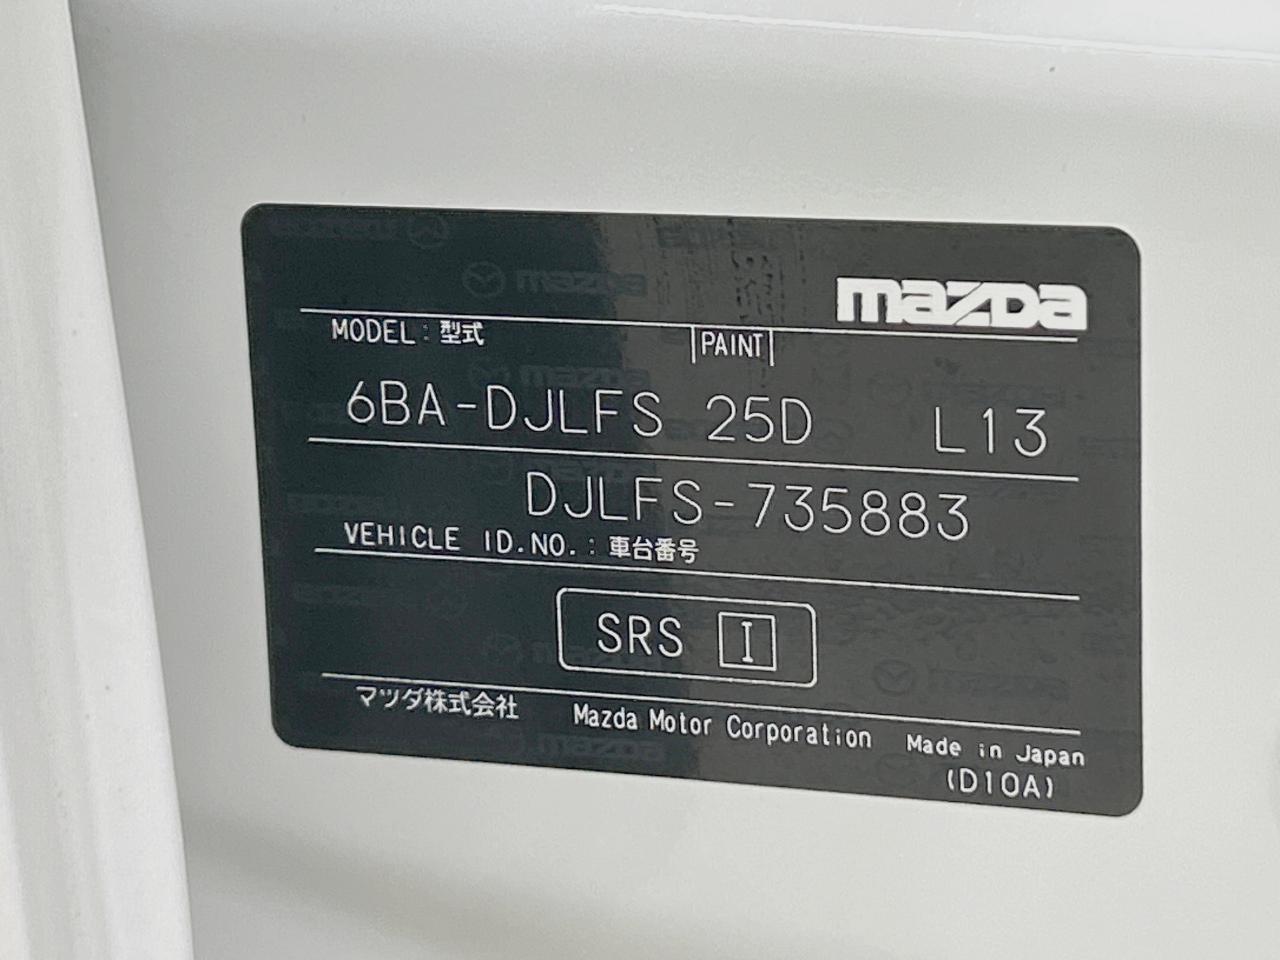 mazda
MODEL : 型式 PAINT
6BA-DJLFS 25D L13
DJLFS-735883
VEHICLE ID.NO. : 車台番号
SRS I
マツダ株式会社 Mazda Motor Corporation Made in Japan
(D10A)